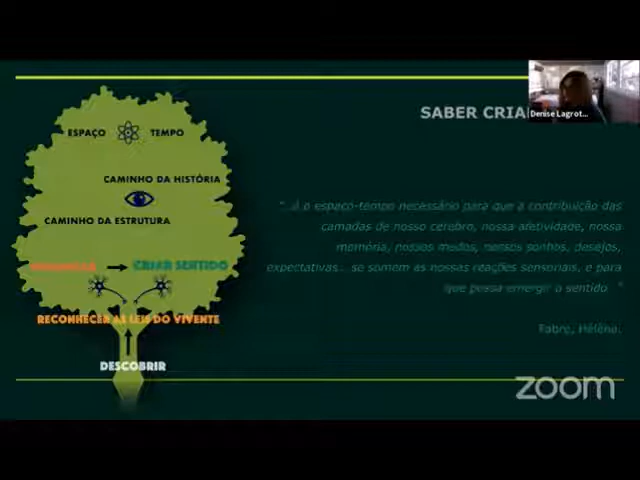 SABER CRIA
Denise Lagrot...
ESPAÇO TEMPO
CAMINHO DA HISTÓRIA
CAMINHO DA ESTRUTURA
CRIAR SENTIDO
RECONHECER AS LEIS DO VIVENTE
DESCOBRIR
"...é o espaço-tempo necessário para que a contribuição das
camadas de nosso cérebro, nossa afetividade, nossa
memória, nossos medos, nossos sonhos, desejos,
expectativas... se somem às nossas reações sensoriais, e para
que possa emergir o sentido. "
Fabre, Hélène.
zoom